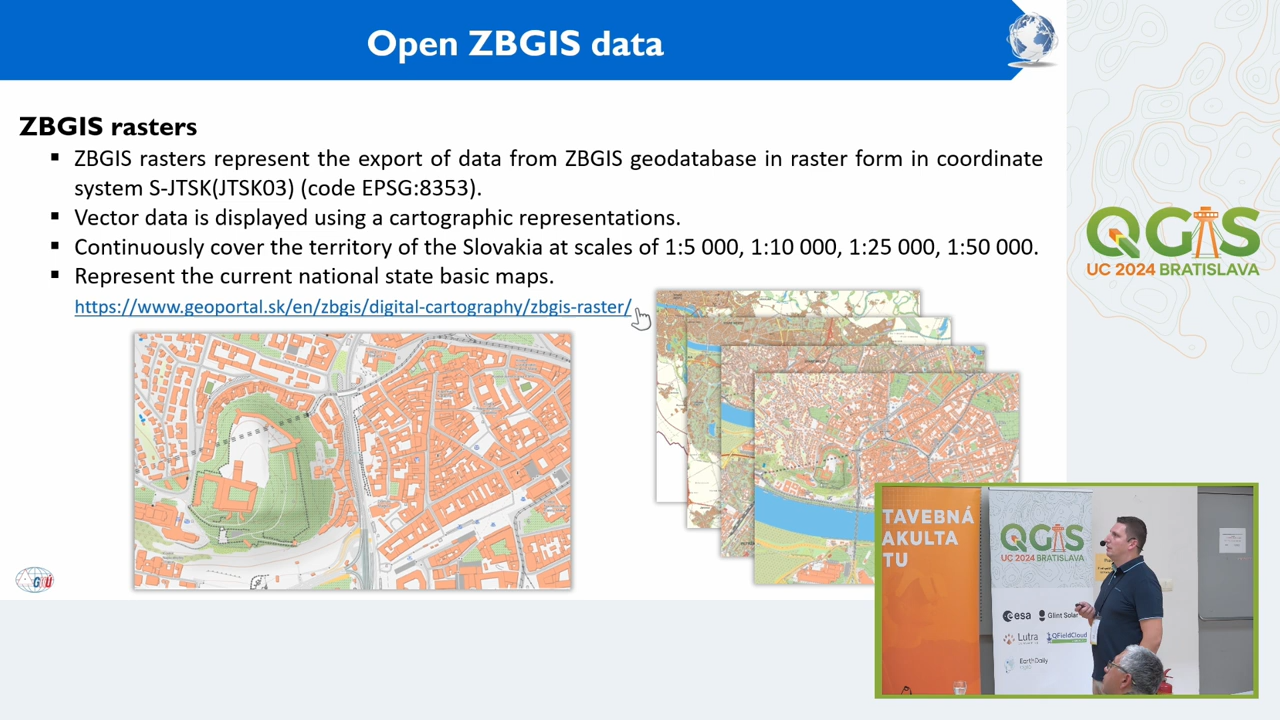 Open ZBGIS data
ZBGIS rasters
▪ ZBGIS rasters represent the export of data from ZBGIS geodatabase in raster form in coordinate
system S-JTSK(JTSK03) (code EPSG:8353).
▪ Vector data is displayed using a cartographic representations.
▪ Continuously cover the territory of the Slovakia at scales of 1:5 000, 1:10 000, 1:25 000, 1:50 000.
▪ Represent the current national state basic maps.
https://www.geoportal.sk/en/zbgis/digital-cartography/zbgis-raster/
QGIS
UC 2024 BRATISLAVA
TAVEBNÁ
AKULTA
TU
QGIS
UC 2024 BRATISLAVA
esa
Glint Solar
Lutra
QFieldCloud
EarthDaily
GÚ